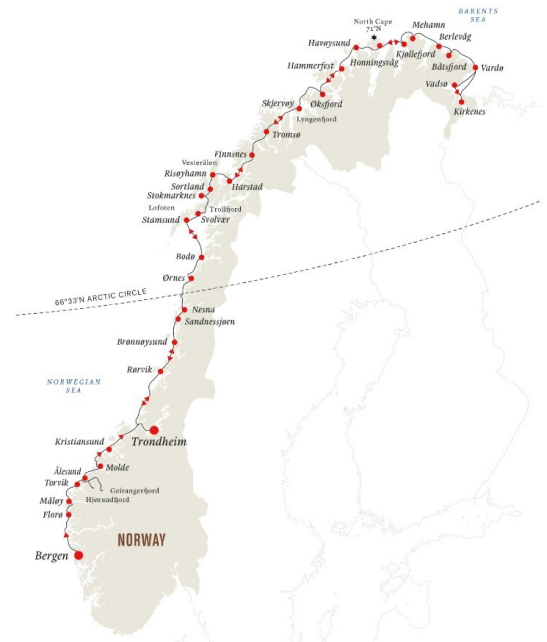 BARENTS
SEA
North Cape
71°N
Mehamn
Berlevåg
Havøysund
Kjøllefjord
Honningsvåg
Båtsfjord
Hammerfest
Vardø
Vadsø
Øksfjord
Skjervøy
Kirkenes
Lyngenfjord
Tromsø
Finnsnes
Vesterålen
Risøyhamn
Harstad
Sortland
Stokmarknes
Lofoten
Trollfjord
Stamsund
Svolvær
Bodø
Ørnes
66°33'N ARCTIC CIRCLE
Nesna
Sandnessjøen
Brønnøysund
Rørvik
NORWEGIAN
SEA
Kristiansund
Trondheim
Molde
Ålesund
Torvik
Geirangerfjord
Hjørundfjord
Måløy
Florø
NORWAY
Bergen